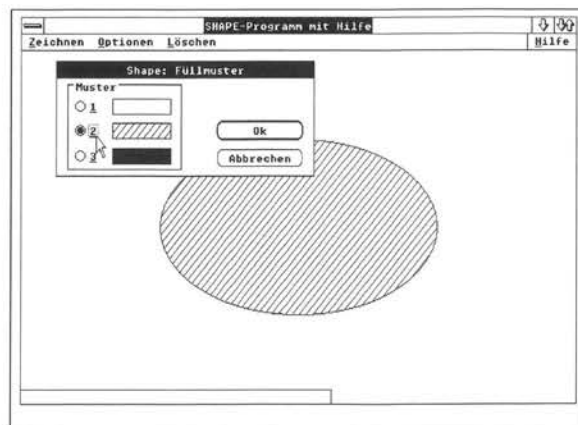 SHAPE-Programm mit Hilfe
Zeichnen Optionen Löschen Hilfe
Shape: Füllmuster
Muster
1
2 Ok
3 Abbrechen